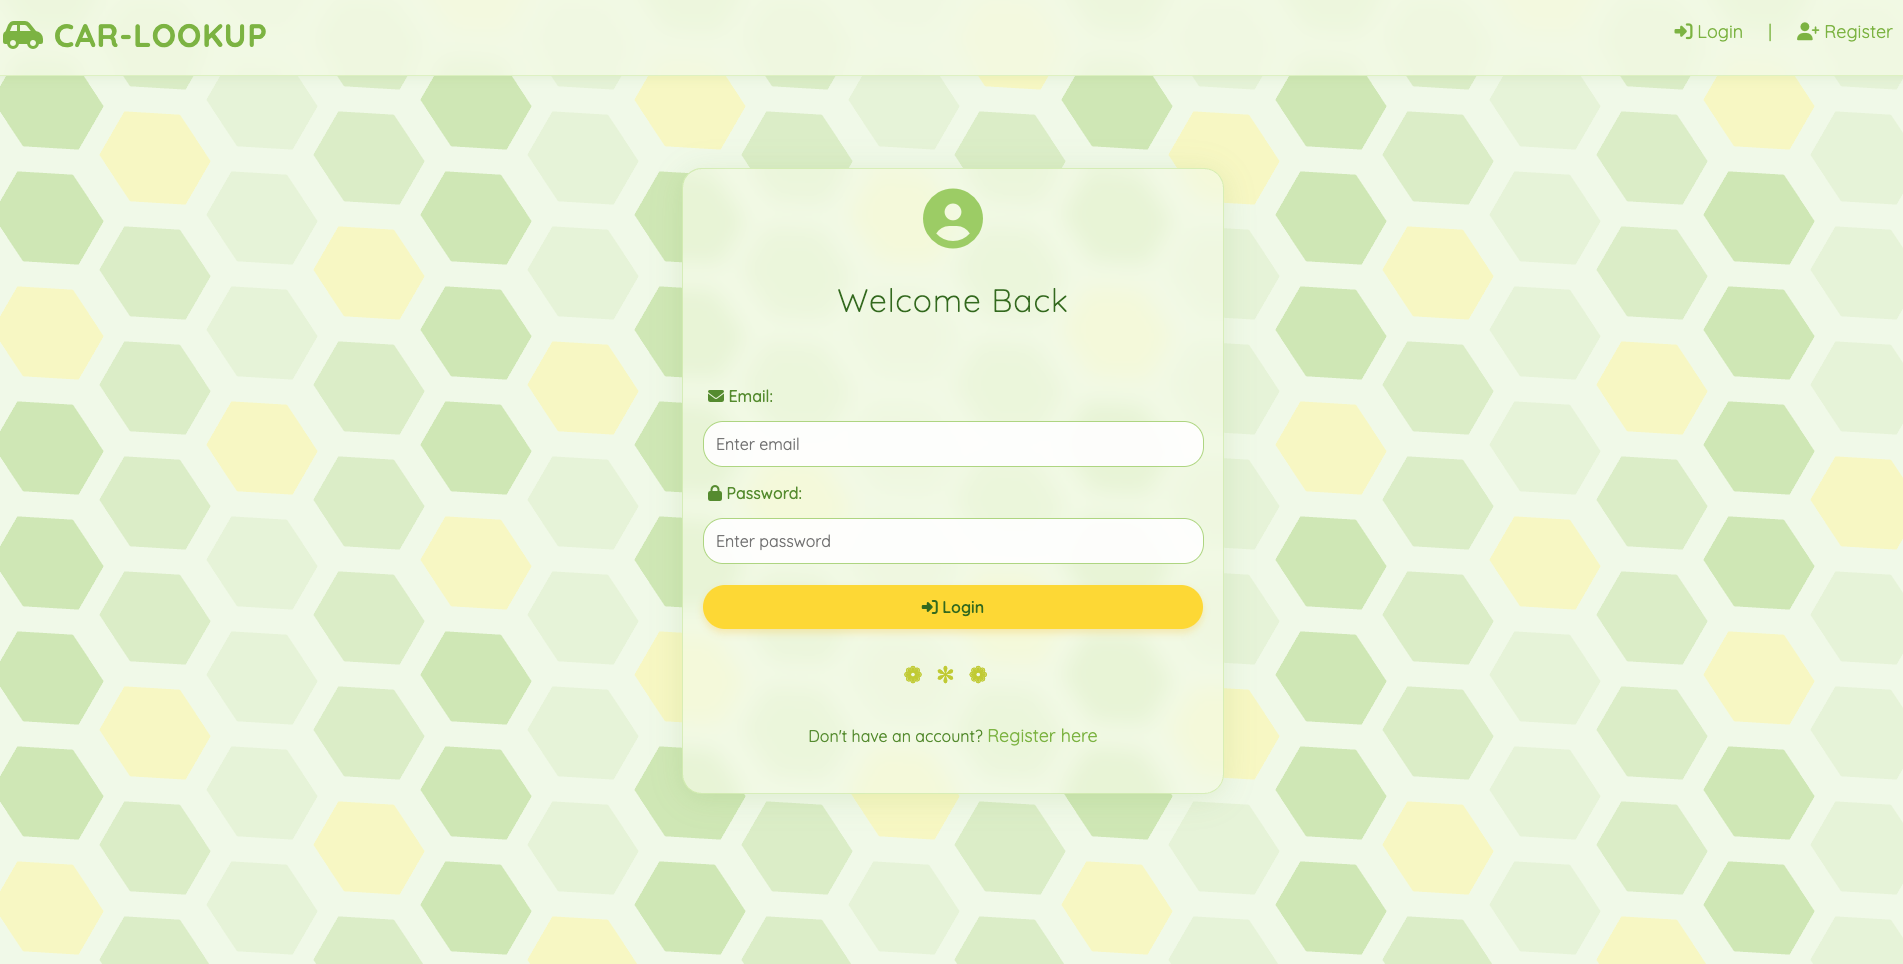 CAR-LOOKUP
Login | Register
Welcome Back
Email:
Enter email
Password:
Enter password
Login
Don't have an account? Register here